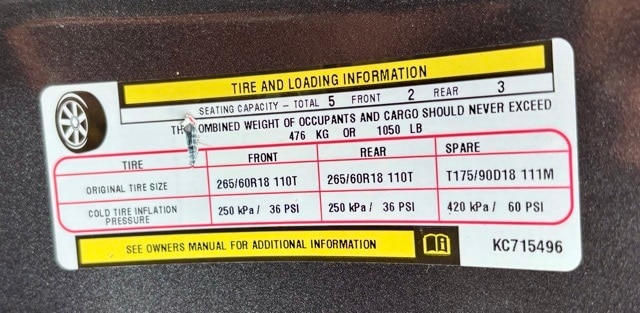 TIRE AND LOADING INFORMATION
SEATING CAPACITY - TOTAL 5 FRONT 2 REAR 3
OMBINED WEIGHT OF OCCUPANTS AND CARGO SHOULD NEVER EXCEED
476 KG OR 1050 LB
TIRE FRONT REAR SPARE
ORIGINAL TIRE SIZE 265/60R18 110T 265/60R18 110T T175/90D18 111M
COLD TIRE INFLATION PRESSURE 250 kPa / 36 PSI 250 kPa / 36 PSI 420 kPa / 60 PSI
SEE OWNERS MANUAL FOR ADDITIONAL INFORMATION
KC715496